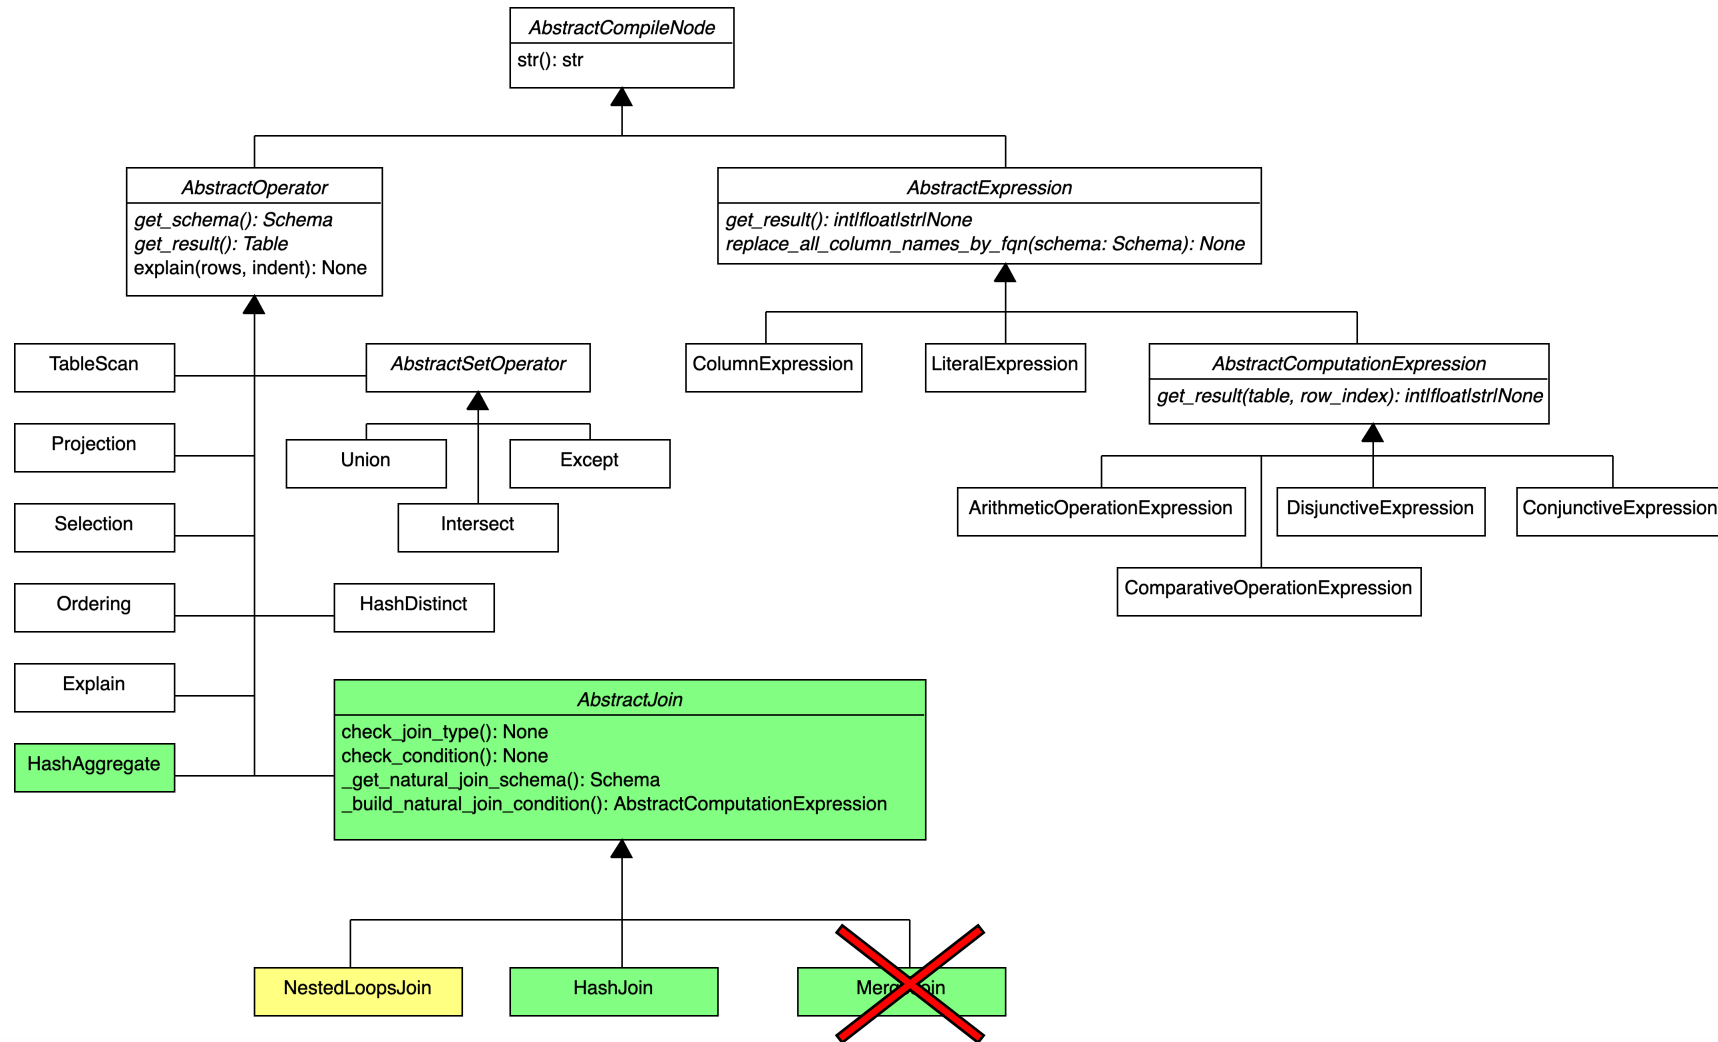 AbstractCompileNode
str(): str
AbstractOperator
get_schema(): Schema
get_result(): Table
explain(rows, indent): None
AbstractExpression
get_result(): int|float|str|None
replace_all_column_names_by_fqn(schema: Schema): None
TableScan
AbstractSetOperator
ColumnExpression
LiteralExpression
AbstractComputationExpression
get_result(table, row_index): int|float|str|None
Projection
Union
Except
Selection
Intersect
ArithmeticOperationExpression
DisjunctiveExpression
ConjunctiveExpression
ComparativeOperationExpression
Ordering
HashDistinct
Explain
HashAggregate
AbstractJoin
check_join_type(): None
check_condition(): None
_get_natural_join_schema(): Schema
_build_natural_join_condition(): AbstractComputationExpression
NestedLoopsJoin
HashJoin
MergeJoin